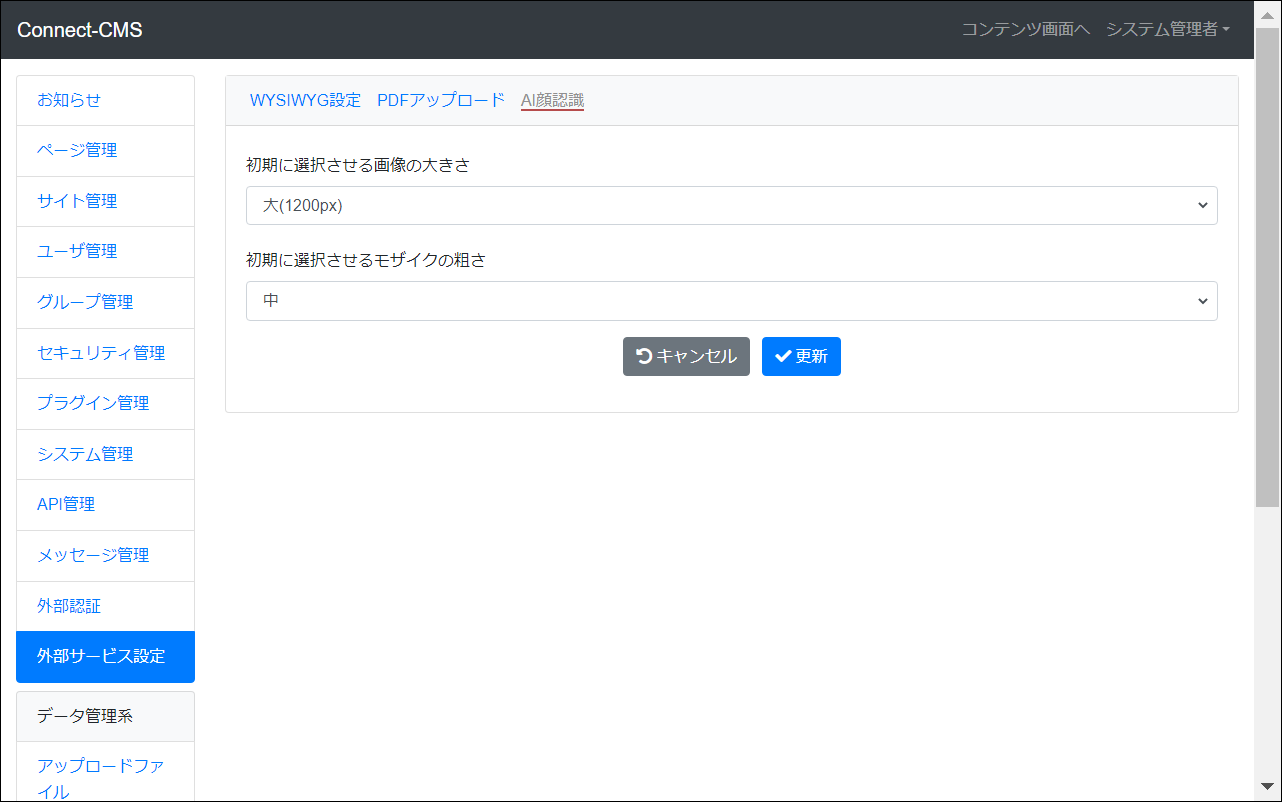 Connect-CMS
コンテンツ画面へ
システム管理者
お知らせ
ページ管理
サイト管理
ユーザ管理
グループ管理
セキュリティ管理
プラグイン管理
システム管理
API管理
メッセージ管理
外部認証
外部サービス設定
データ管理系
アップロードファ
イル
WYSIWYG設定
PDFアップロード
AI顔認識
初期に選択させる画像の大きさ
大(1200px)
初期に選択させるモザイクの粗さ
中
キャンセル
更新